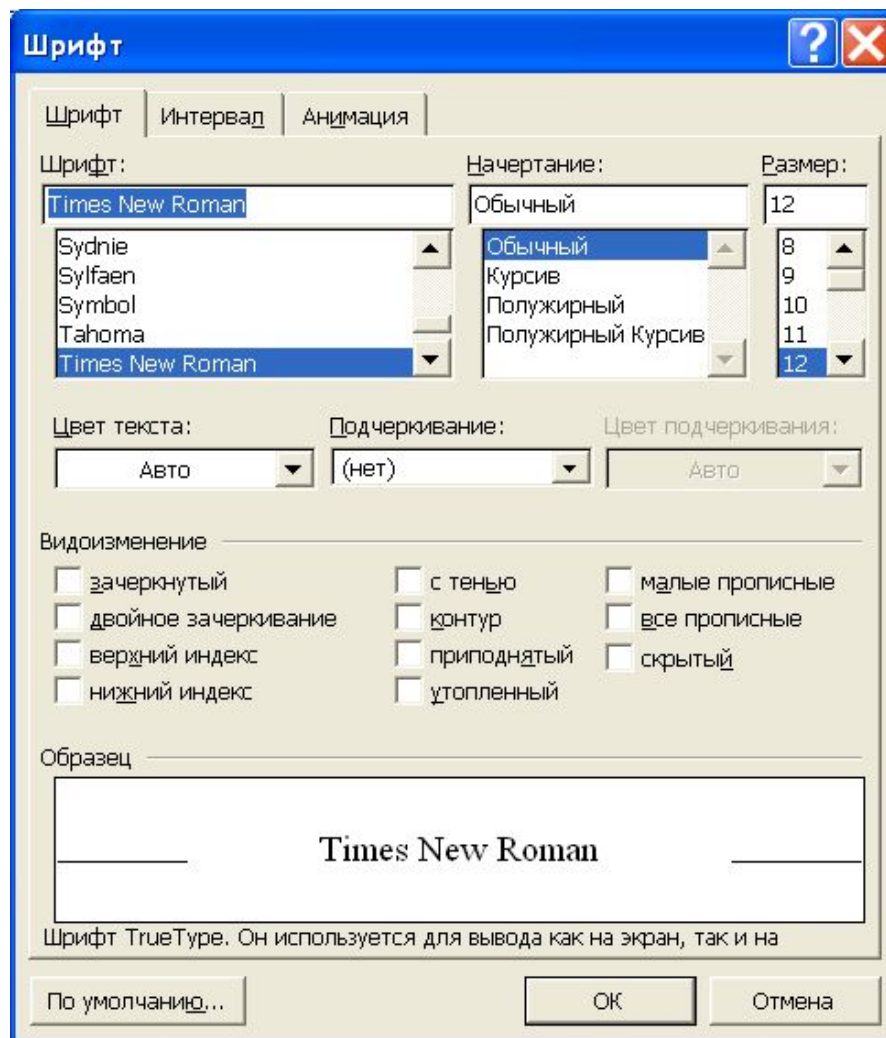 Шрифт
Шрифт Интервал Анимация
Шрифт: Начертание: Размер:
Times New Roman Обычный 12
Sydnie Обычный 8
Sylfaen Курсив 9
Symbol Полужирный 10
Tahoma Полужирный Курсив 11
Times New Roman 12
Цвет текста: Подчеркивание: Цвет подчеркивания:
Авто (нет) Авто
Видоизменение
зачеркнутый с тенью малые прописные
двойное зачеркивание контур все прописные
верхний индекс приподнятый скрытый
нижний индекс утопленный
Образец
Times New Roman
Шрифт TrueType. Он используется для вывода как на экран, так и на
По умолчанию... ОК Отмена